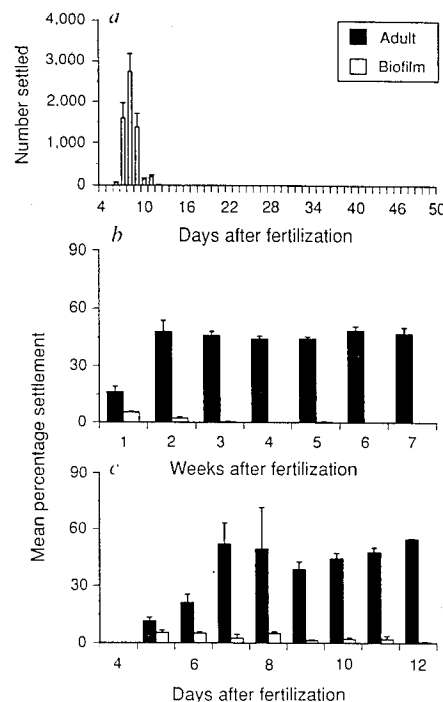 a
Adult
Biofilm
Number settled
4,000
3,000
2,000
1,000
0
4 10 16 22 28 34 40 46 50
Days after fertilization
b
Mean percentage settlement
90
60
30
0
1 2 3 4 5 6 7
Weeks after fertilization
c
90
60
30
0
4 6 8 10 12
Days after fertilization